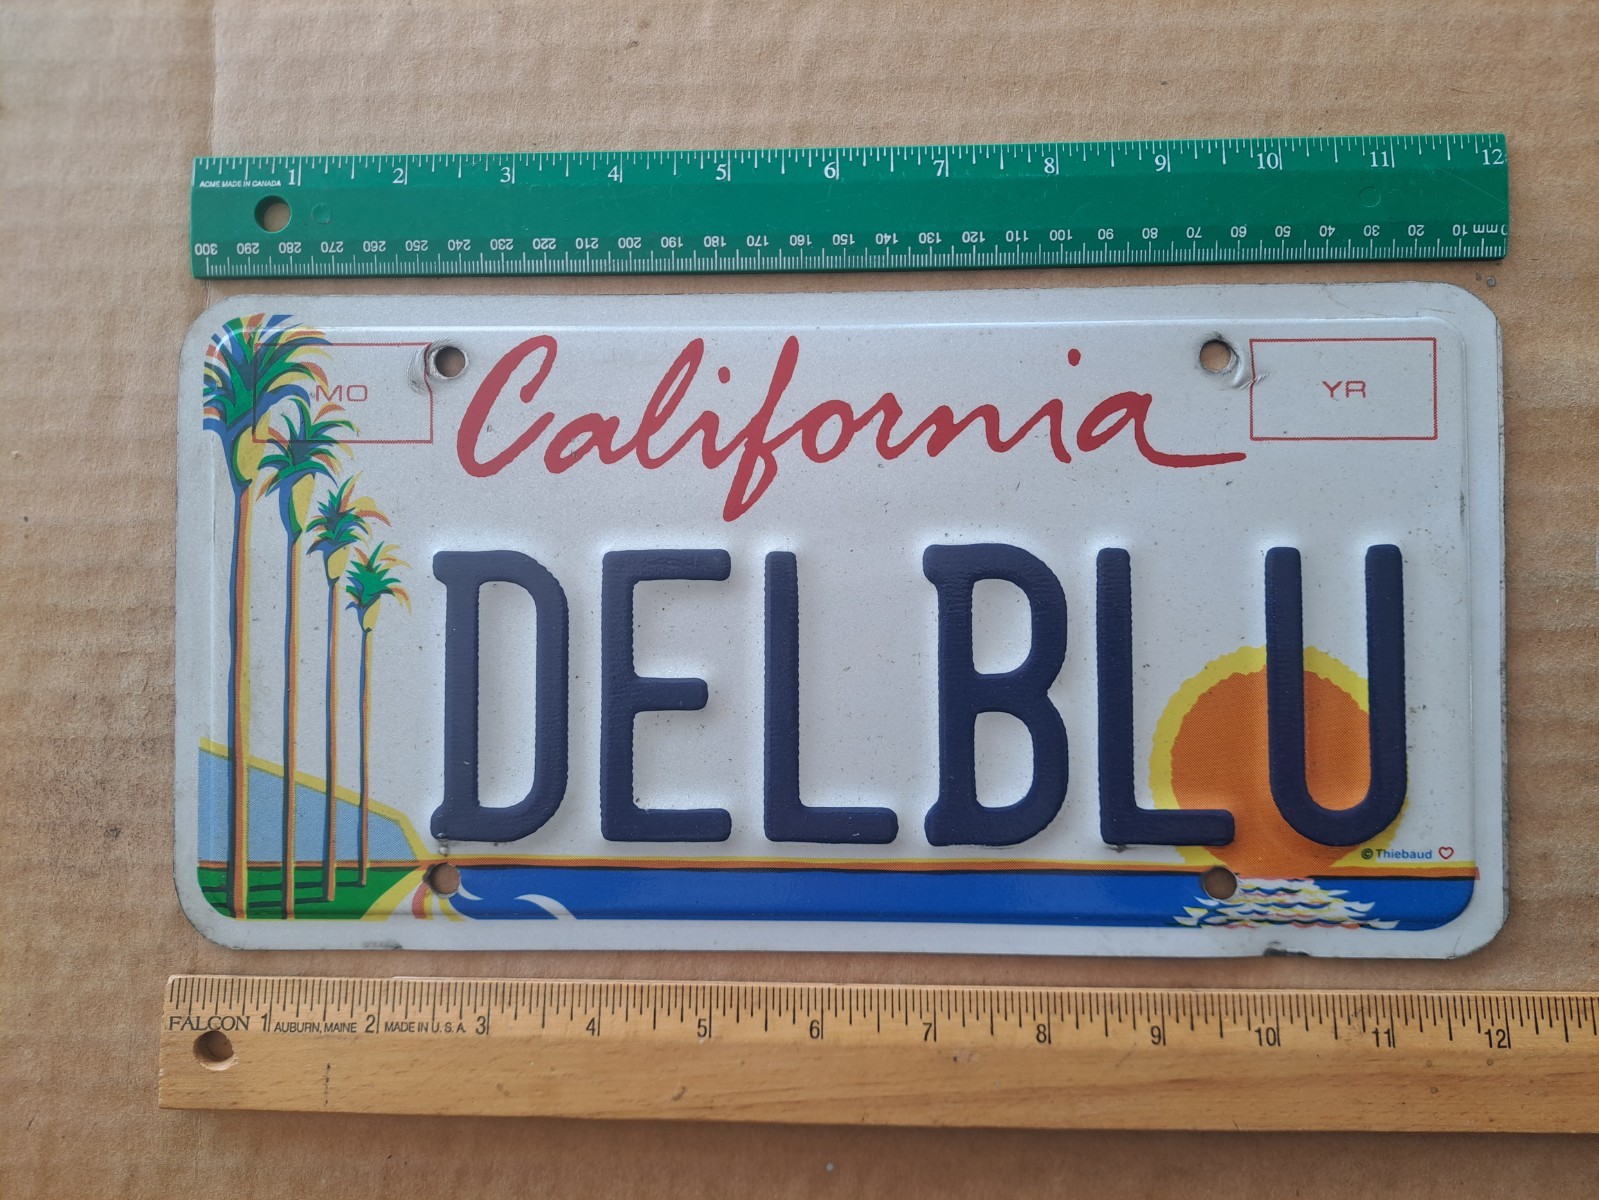 1 2 3 4 5 6 7 8 9 10 11 12
ACME MADE IN CANADA
300 290 280 270 260 250 240 230 220 210 200 190 180 170 160 150 140 130 120 110 100 90 80 70 60 50 40 30 20 10 mm
MO California YR
DELBLU
© Thiebaud
FALCON 1 AUBURN, MAINE 2 MADE IN U.S.A. 3 4 5 6 7 8 9 10 11 12